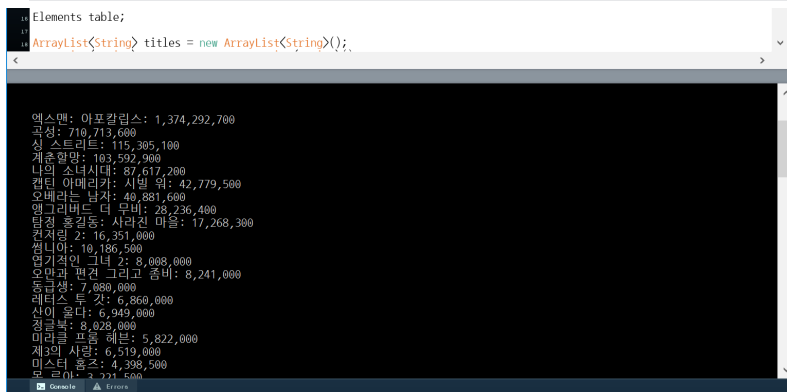 16 Elements table;
17
18 ArrayList<String> titles = new ArrayList<String>();
엑스맨: 아포칼립스: 1,374,292,700
곡성: 710,713,600
싱 스트리트: 115,305,100
계춘할망: 103,592,900
나의 소녀시대: 87,617,200
캡틴 아메리카: 시빌 워: 42,779,500
오베라는 남자: 40,881,600
앵그리버드 더 무비: 28,236,400
탐정 홍길동: 사라진 마을: 17,268,300
컨저링 2: 16,351,000
썸니아: 10,186,500
엽기적인 그녀 2: 8,008,000
오만과 편견 그리고 좀비: 8,241,000
동급생: 7,080,000
레터스 투 갓: 6,860,000
산이 울다: 6,949,000
정글북: 8,028,000
미라클 프롬 헤븐: 5,822,000
제3의 사랑: 6,519,000
미스터 홈즈: 4,398,500
몬 로아: 3,221,500
Console Errors